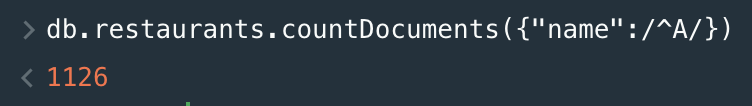 > db.restaurants.countDocuments({"name":/^A/})
< 1126